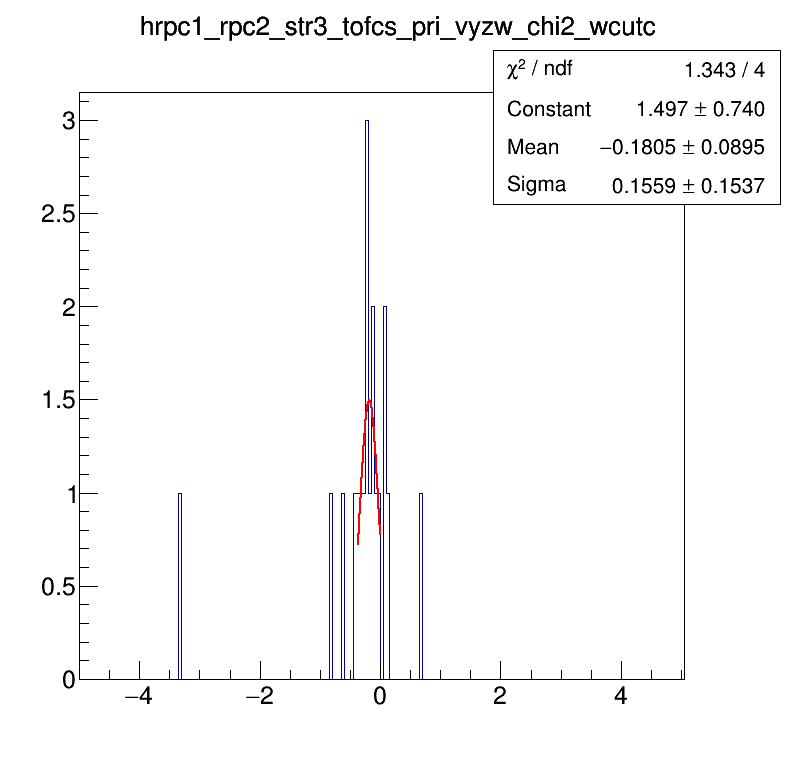 hrpc1_rpc2_str3_tofcs_pri_vyzw_chi2_wcutc
χ² / ndf 1.343 / 4
Constant 1.497 ± 0.740
Mean −0.1805 ± 0.0895
Sigma 0.1559 ± 0.1537
3
2.5
2
1.5
1
0.5
0
−4 −2 0 2 4